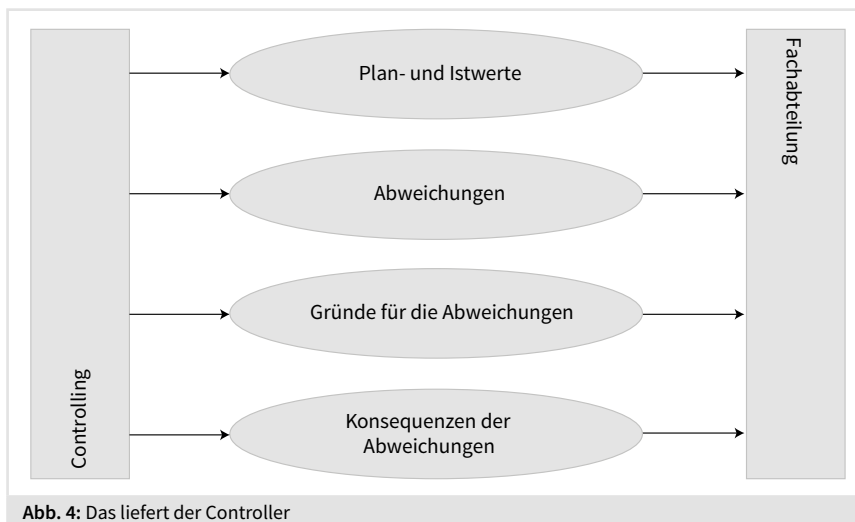 Controlling
Plan- und Istwerte
Abweichungen
Gründe für die Abweichungen
Konsequenzen der
Abweichungen
Fachabteilung
Abb. 4: Das liefert der Controller